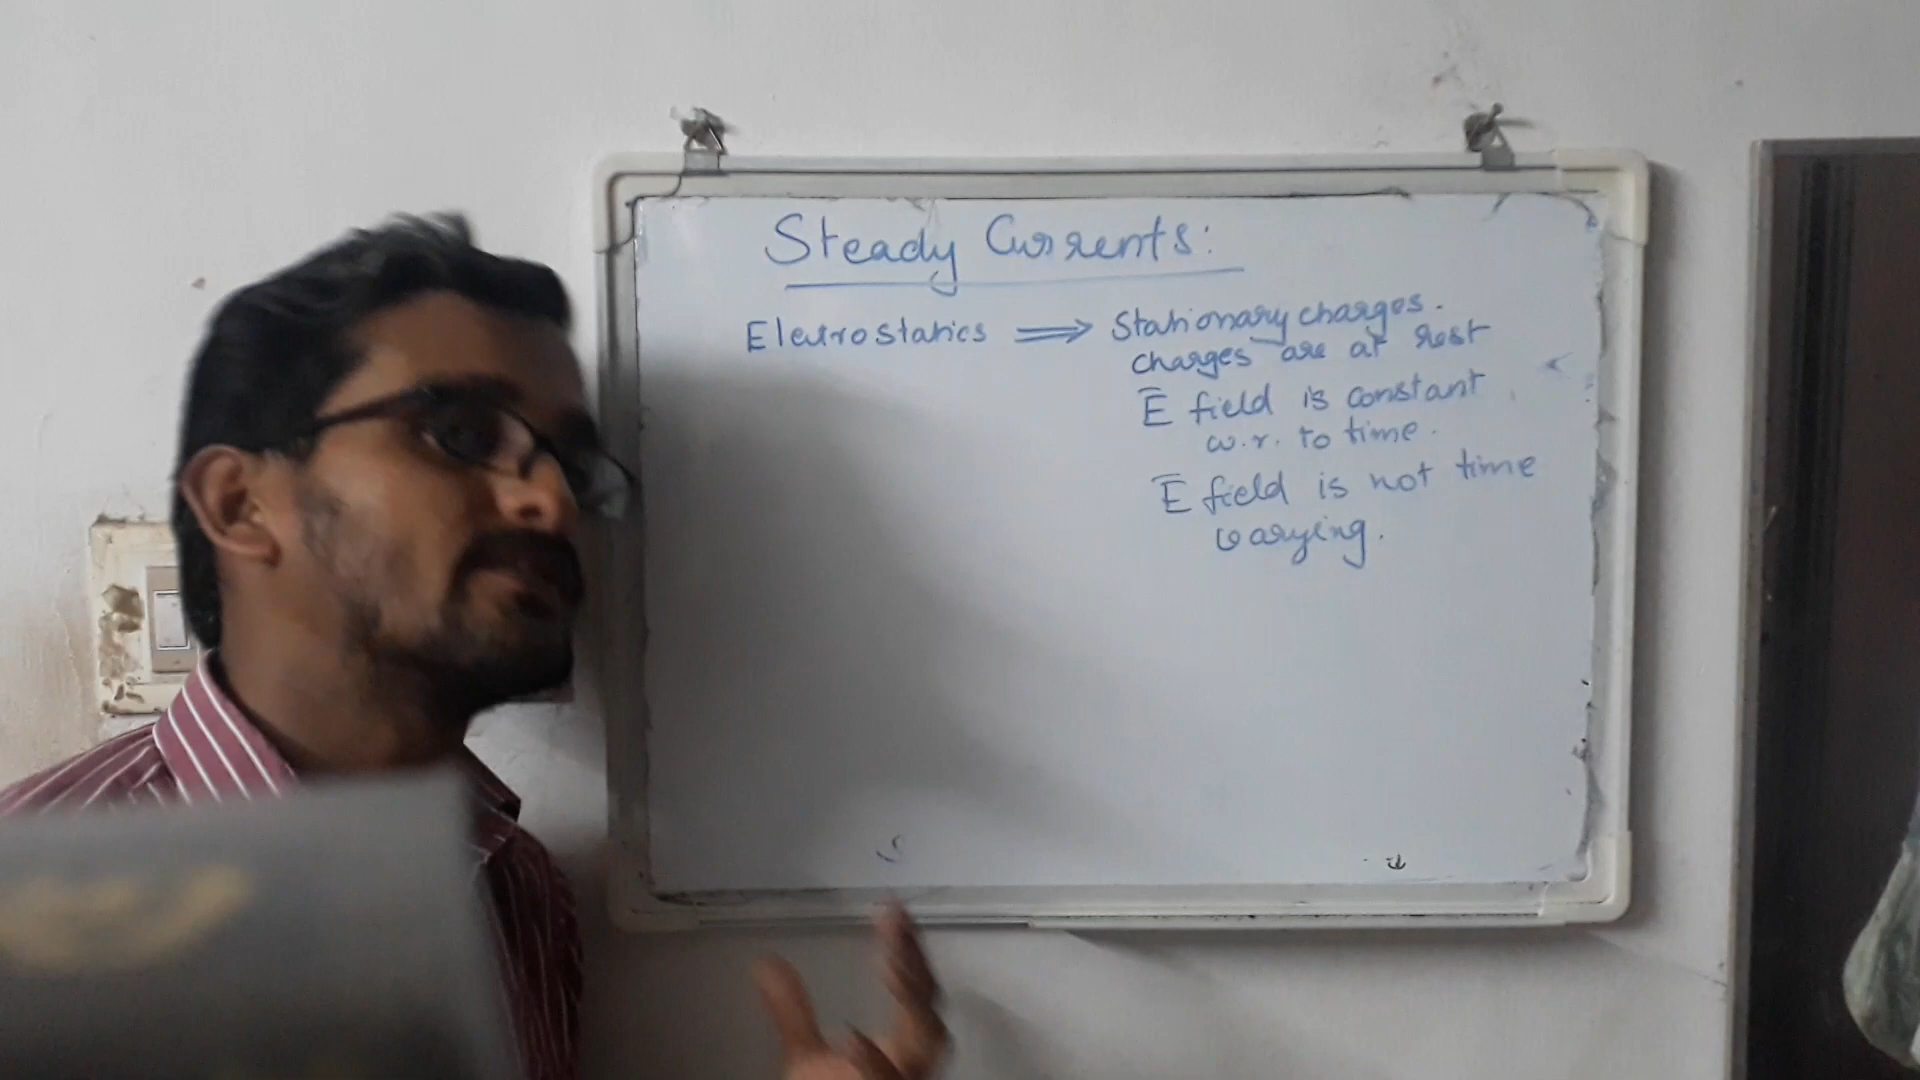 Steady Currents:
Electrostatics ⟹ Stationary charges.
charges are at rest
E̅ field is constant
w.r. to time.
E̅ field is not time
varying.